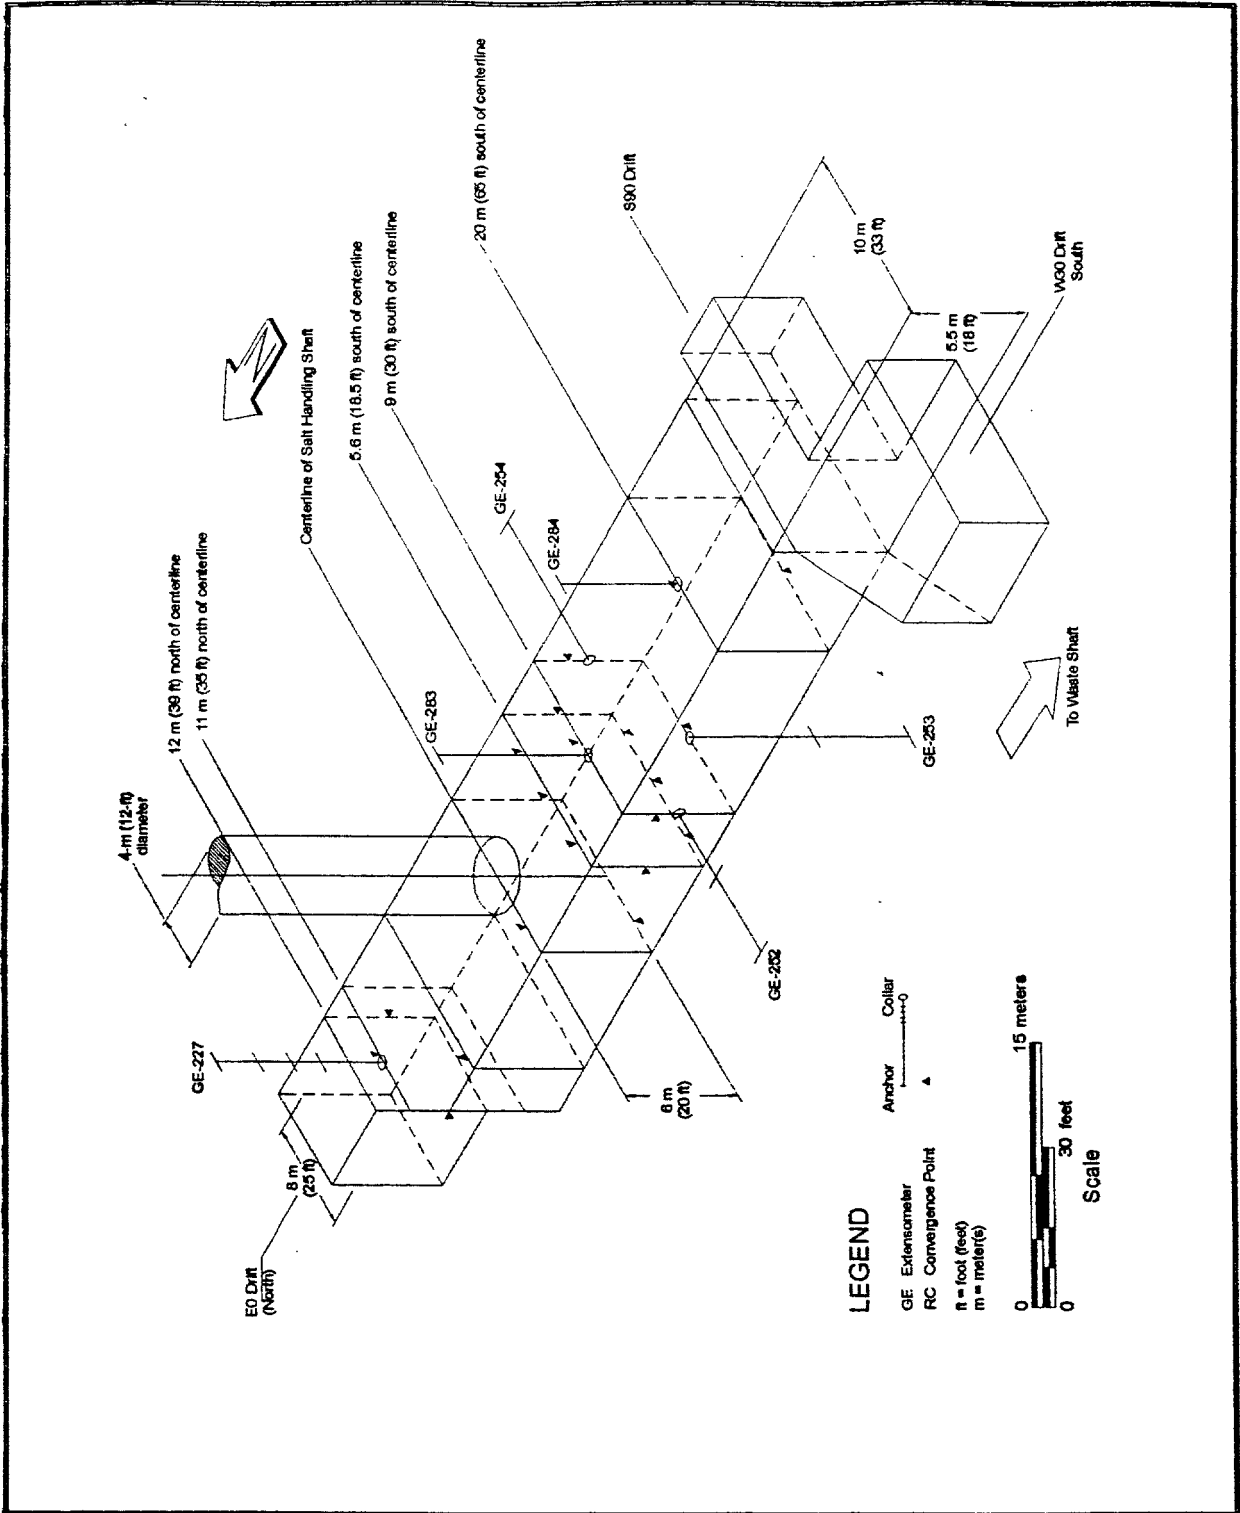 4-m (12-ft)
diameter
12 m (39 ft) north of centerline
11 m (35 ft) north of centerline
Centerline of Salt Handling Shaft
5.6 m (18.5 ft) south of centerline
9 m (30 ft) south of centerline
20 m (65 ft) south of centerline
N
GE-227
GE-283
GE-254
GE-284
S90 Drift
10 m
(33 ft)
5.5 m
(18 ft)
W30 Drift
South
E0 Drift
(North)
8 m
(25 ft)
6 m
(20 ft)
GE-252
GE-253
To Waste Shaft
LEGEND
GE Extensometer
Anchor Collar
RC Convergence Point
ft = foot (feet)
m = meter(s)
0 15 meters
0 30 feet
Scale